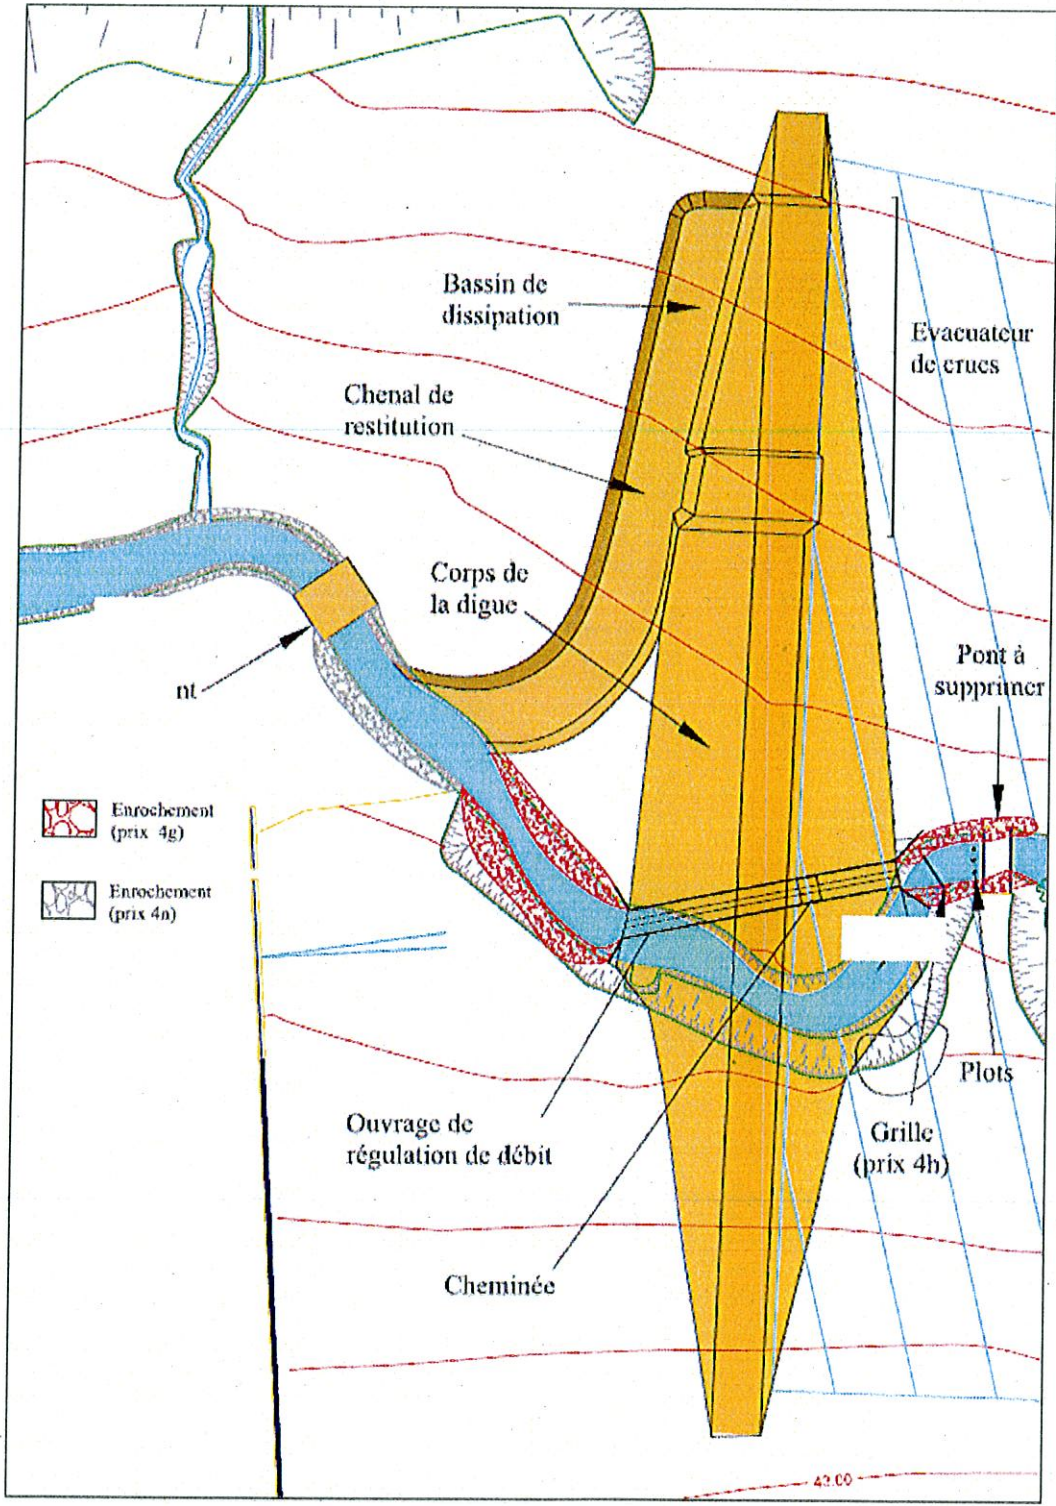 Bassin de
dissipation
Evacuateur
de crues
Chenal de
restitution
Corps de
la digue
Pont à
supprimer
nt
Enrochement
(prix 4g)
Enrochement
(prix 4n)
Plots
Ouvrage de
régulation de débit
Grille
(prix 4h)
Cheminée
43.00